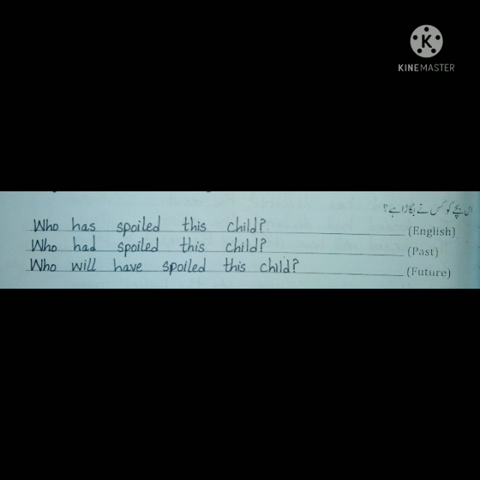 K
KINEMASTER
اس بچے کو کس نے بگاڑا ہے؟
Who has spoiled this child? (English)
Who had spoiled this child? (Past)
Who will have spoiled this child? (Future)